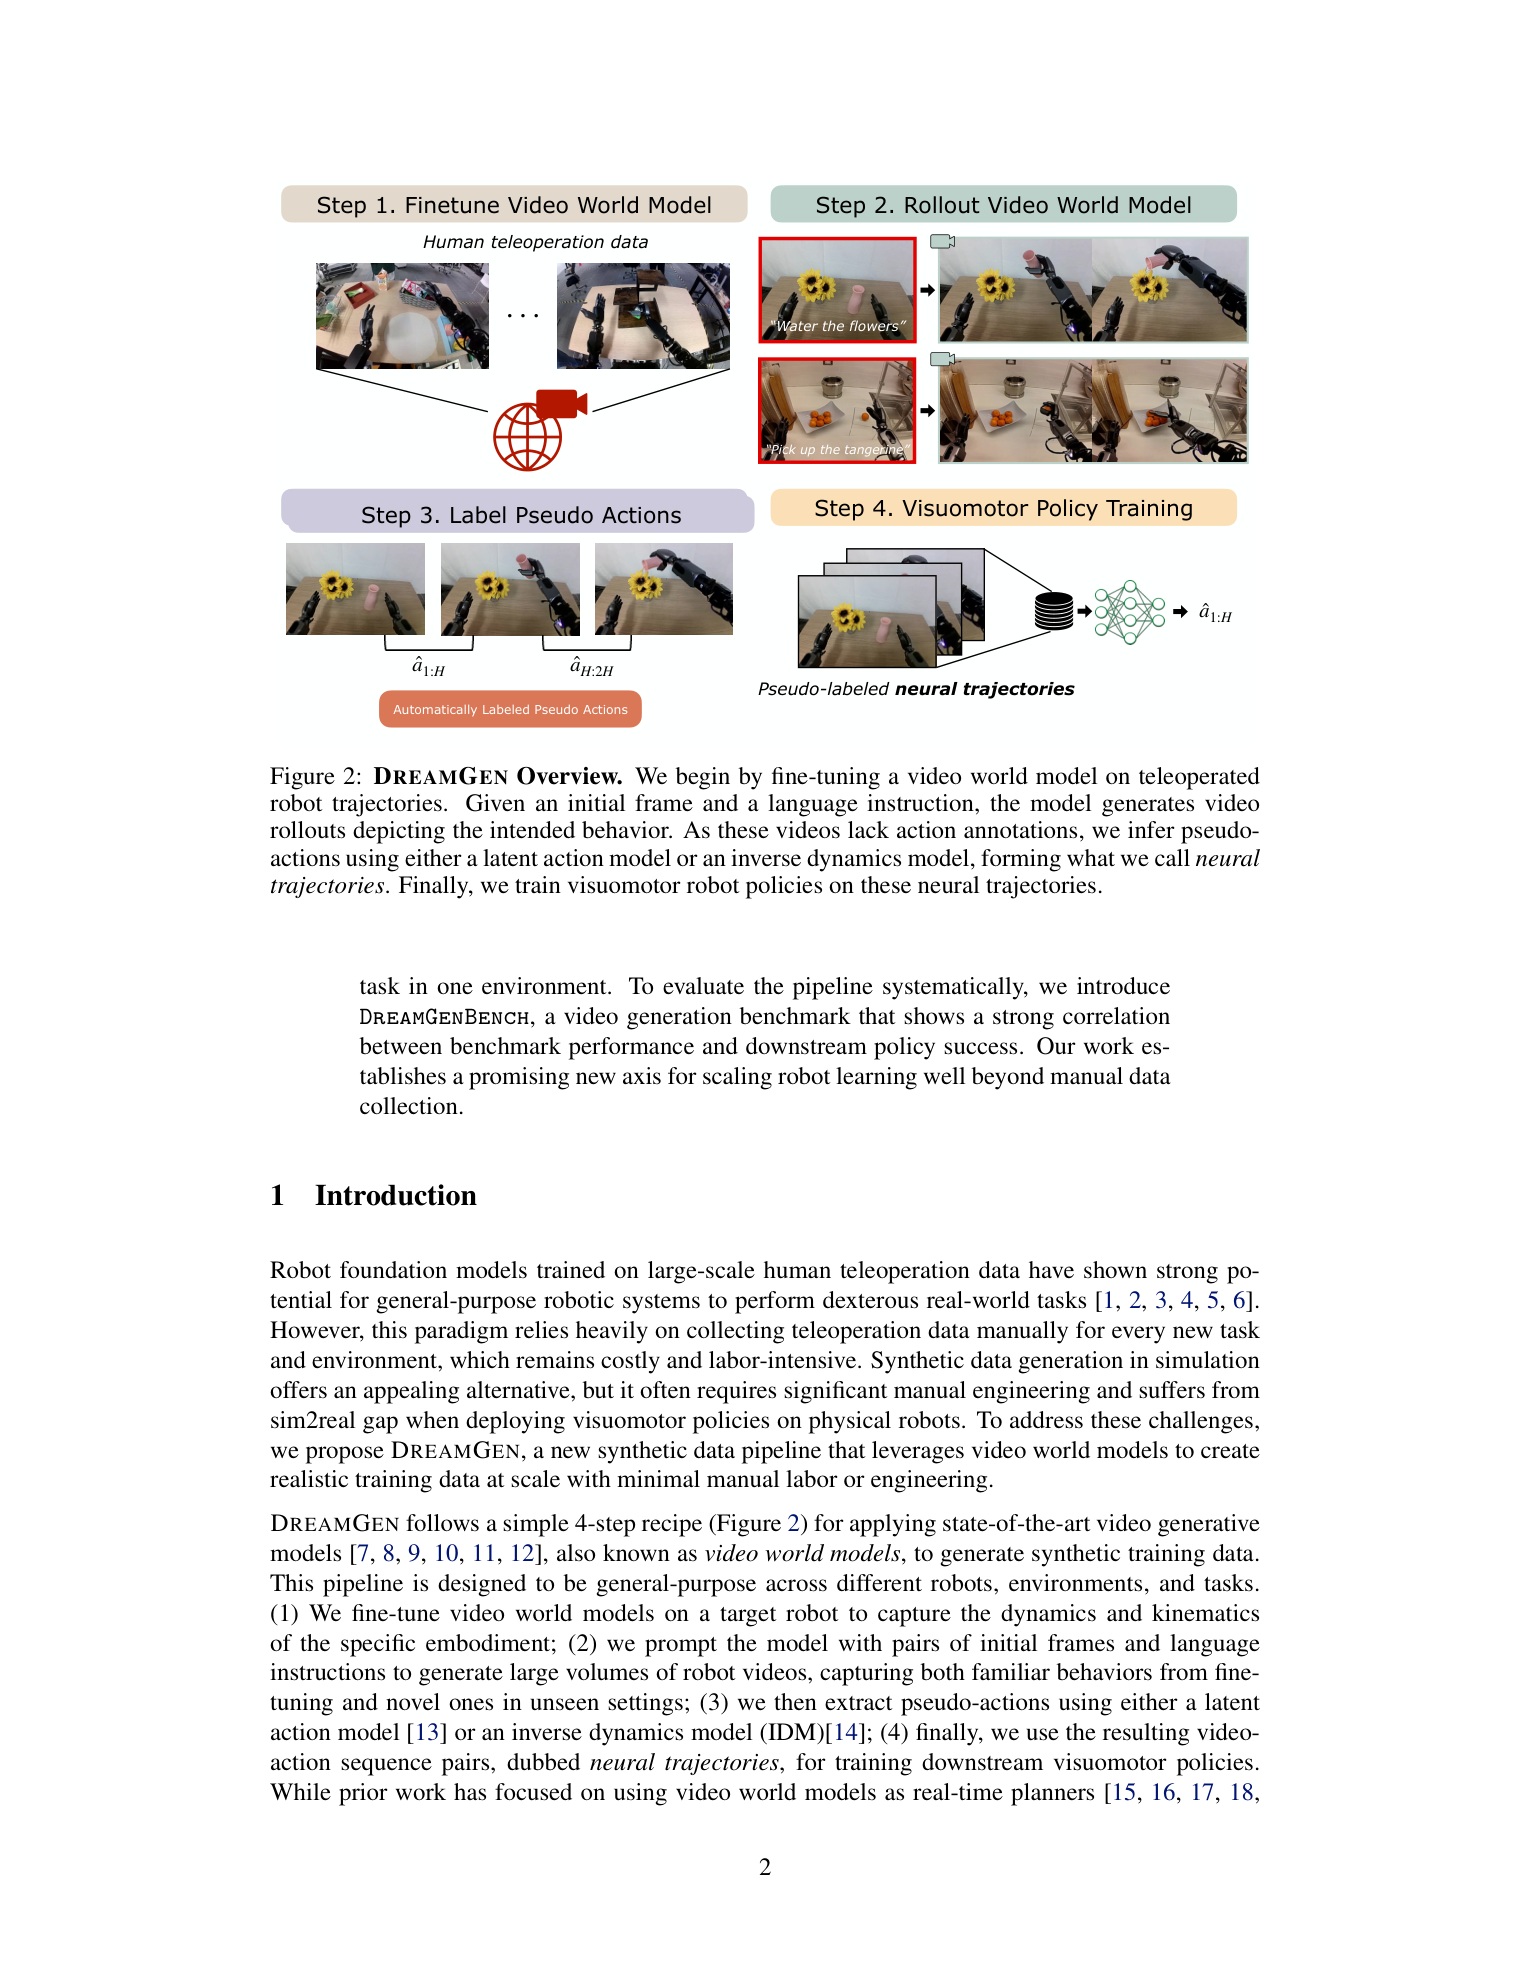 Step 1. Finetune Video World Model
Human teleoperation data
. . .
Step 2. Rollout Video World Model
"Water the flowers"
"Pick up the tangerine"
Step 3. Label Pseudo Actions
â1:H
âH:2H
Automatically Labeled Pseudo Actions
Step 4. Visuomotor Policy Training
â1:H
Pseudo-labeled neural trajectories
Figure 2: DREAMGEN Overview. We begin by fine-tuning a video world model on teleoperated
robot trajectories. Given an initial frame and a language instruction, the model generates video
rollouts depicting the intended behavior. As these videos lack action annotations, we infer pseudo-
actions using either a latent action model or an inverse dynamics model, forming what we call neural
trajectories. Finally, we train visuomotor robot policies on these neural trajectories.
task in one environment. To evaluate the pipeline systematically, we introduce
DREAMGENBENCH, a video generation benchmark that shows a strong correlation
between benchmark performance and downstream policy success. Our work es-
tablishes a promising new axis for scaling robot learning well beyond manual data
collection.
1 Introduction
Robot foundation models trained on large-scale human teleoperation data have shown strong po-
tential for general-purpose robotic systems to perform dexterous real-world tasks [1, 2, 3, 4, 5, 6].
However, this paradigm relies heavily on collecting teleoperation data manually for every new task
and environment, which remains costly and labor-intensive. Synthetic data generation in simulation
offers an appealing alternative, but it often requires significant manual engineering and suffers from
sim2real gap when deploying visuomotor policies on physical robots. To address these challenges,
we propose DREAMGEN, a new synthetic data pipeline that leverages video world models to create
realistic training data at scale with minimal manual labor or engineering.
DREAMGEN follows a simple 4-step recipe (Figure 2) for applying state-of-the-art video generative
models [7, 8, 9, 10, 11, 12], also known as video world models, to generate synthetic training data.
This pipeline is designed to be general-purpose across different robots, environments, and tasks.
(1) We fine-tune video world models on a target robot to capture the dynamics and kinematics
of the specific embodiment; (2) we prompt the model with pairs of initial frames and language
instructions to generate large volumes of robot videos, capturing both familiar behaviors from fine-
tuning and novel ones in unseen settings; (3) we then extract pseudo-actions using either a latent
action model [13] or an inverse dynamics model (IDM)[14]; (4) finally, we use the resulting video-
action sequence pairs, dubbed neural trajectories, for training downstream visuomotor policies.
While prior work has focused on using video world models as real-time planners [15, 16, 17, 18,
2